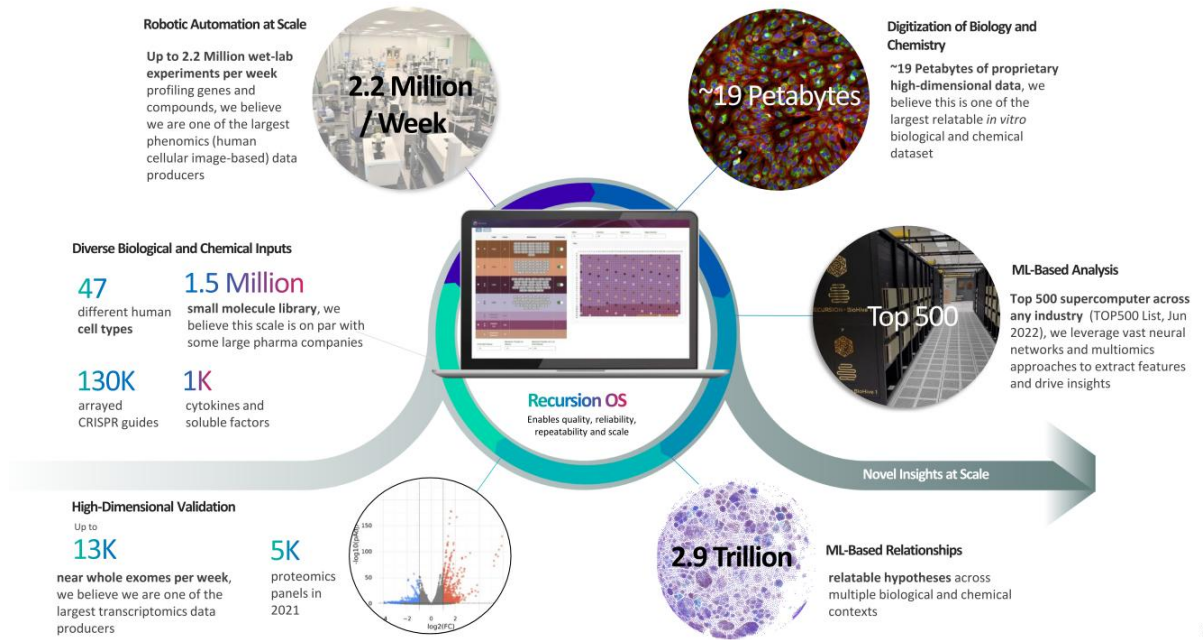 Robotic Automation at Scale
Up to 2.2 Million wet-lab
experiments per week
profiling genes and
compounds, we believe
we are one of the largest
phenomics (human
cellular image-based) data
producers
2.2 Million
/ Week
~19 Petabytes
Digitization of Biology and
Chemistry
~19 Petabytes of proprietary
high-dimensional data, we
believe this is one of the
largest relatable in vitro
biological and chemical
dataset
Diverse Biological and Chemical Inputs
47
different human
cell types
1.5 Million
small molecule library, we
believe this scale is on par with
some large pharma companies
130K
arrayed
CRISPR guides
1K
cytokines and
soluble factors
Recursion OS
Enables quality, reliability,
repeatability and scale
Top 500
ML-Based Analysis
Top 500 supercomputer across
any industry (TOP500 List, Jun
2022), we leverage vast neural
networks and multiomics
approaches to extract features
and drive insights
Novel Insights at Scale
High-Dimensional Validation
Up to
13K
near whole exomes per week,
we believe we are one of the
largest transcriptomics data
producers
5K
proteomics
panels in
2021
150
100
50
0
−2
0
2
log2(FC)
2.9 Trillion
ML-Based Relationships
relatable hypotheses across
multiple biological and chemical
contexts